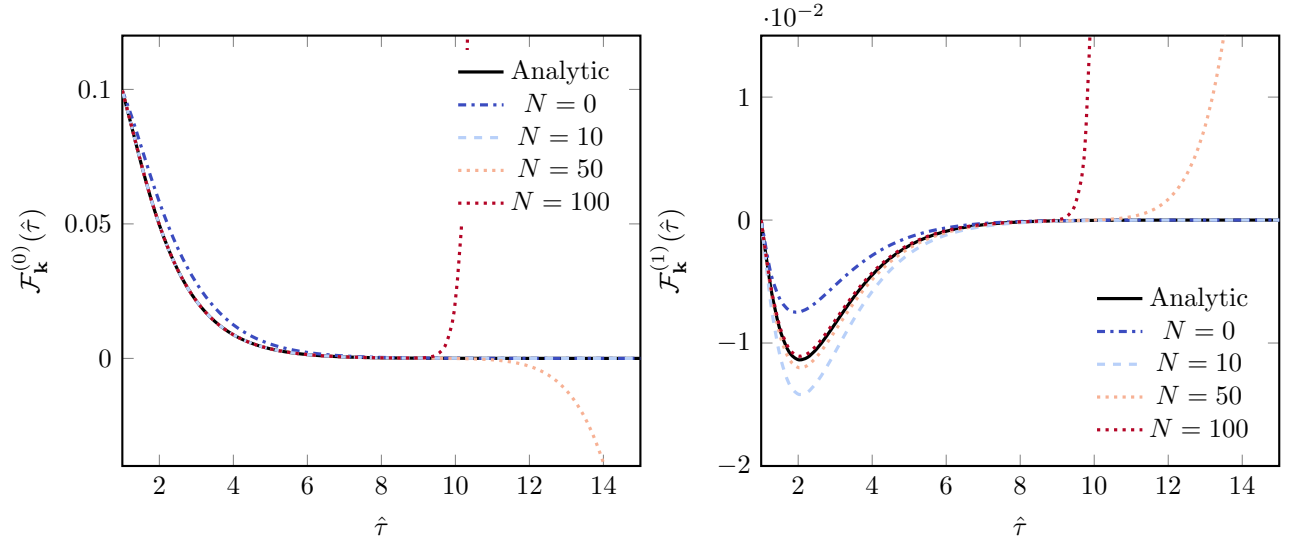 0.1
0.05
0
2 4 6 8 10 12 14
τ̂
F_k^(0)(τ̂)
Analytic
N = 0
N = 10
N = 50
N = 100
·10−2
1
0
−1
−2
2 4 6 8 10 12 14
τ̂
F_k^(1)(τ̂)
Analytic
N = 0
N = 10
N = 50
N = 100